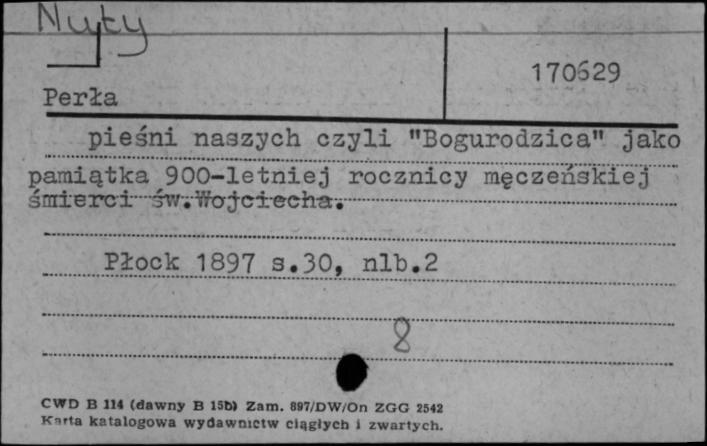 Nuty
170629
Perła
pieśni naszych czyli "Bogurodzica" jako
pamiątka 900-letniej rocznicy męczeńskiej
śmierci św.Wojciecha.
Płock 1897 s.30, nlb.2
8
CWD B 114 (dawny B 15b) Zam. 897/DW/On ZGG 2542
Karta katalogowa wydawnictw ciągłych i zwartych.